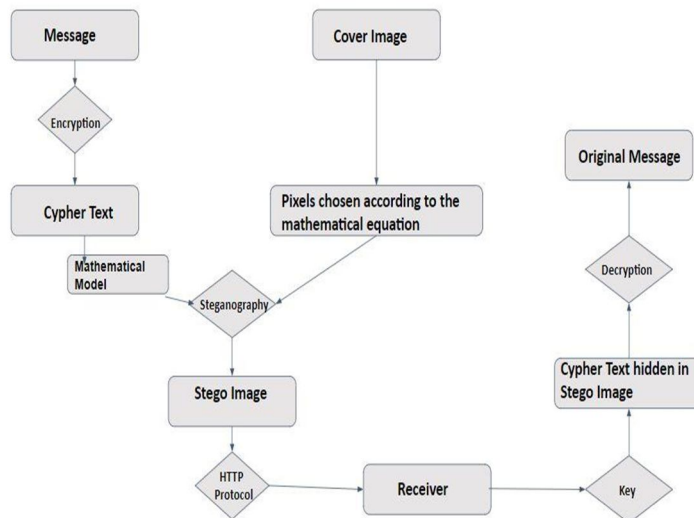 Message
Cover Image
Encryption
Original Message
Cypher Text
Pixels chosen according to the
mathematical equation
Mathematical
Model
Steganography
Decryption
Stego Image
Cypher Text hidden in
Stego Image
HTTP
Protocol
Receiver
Key